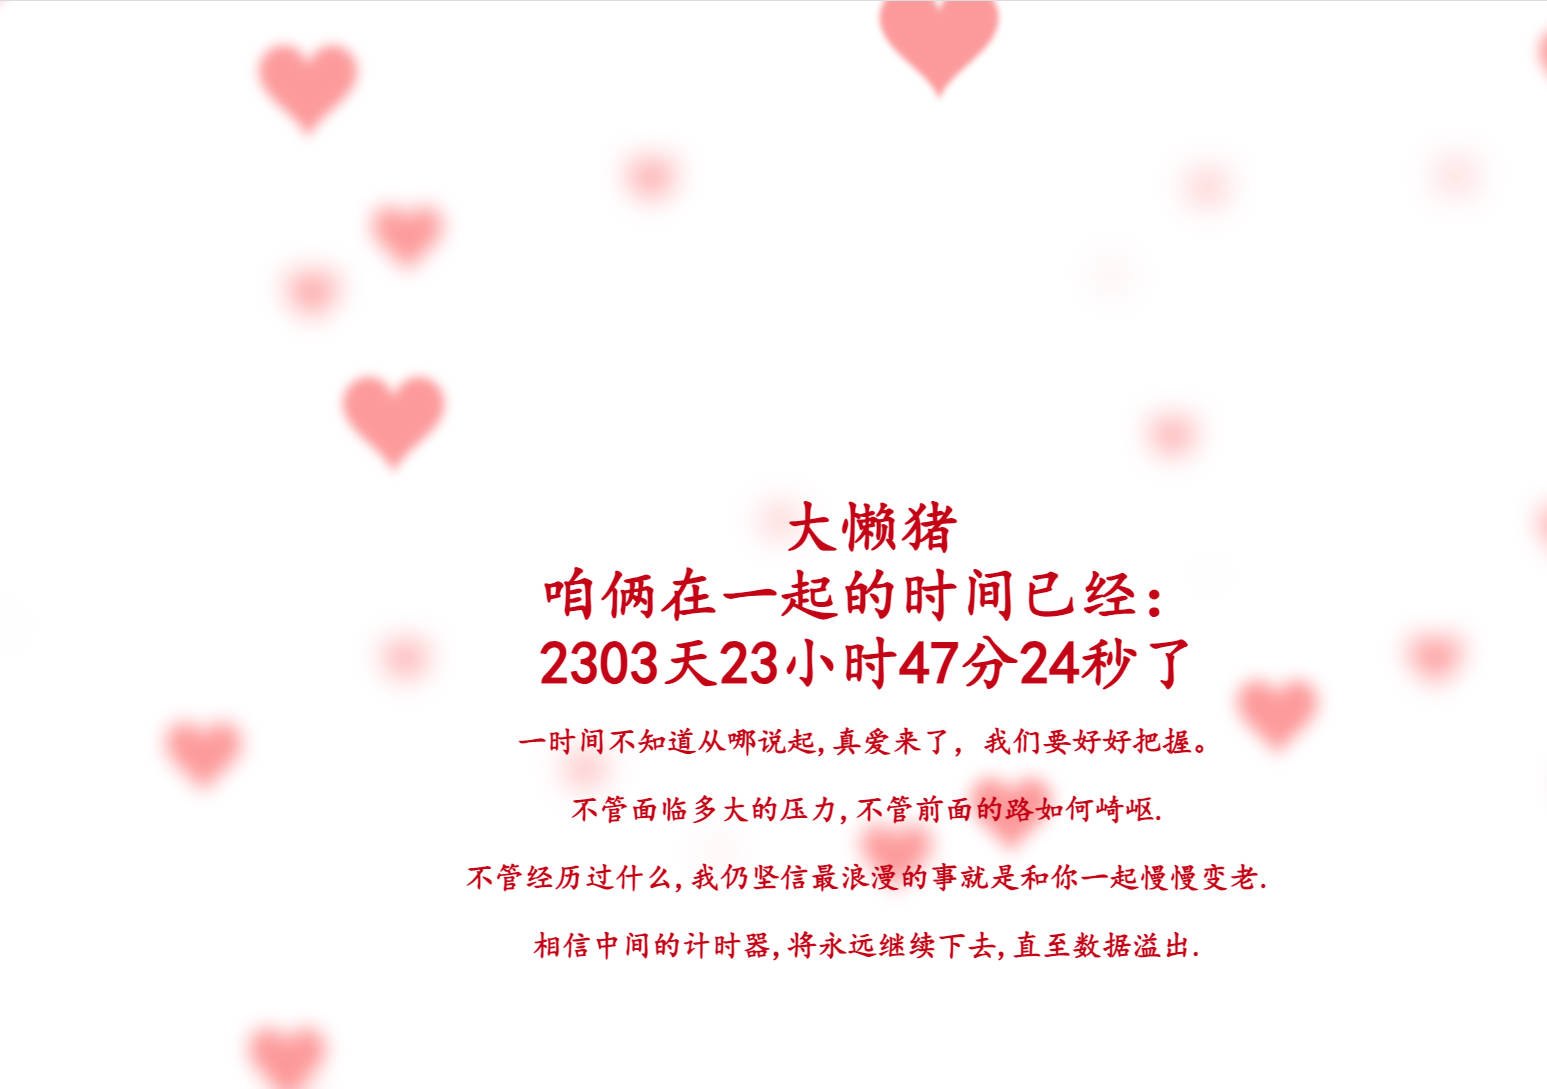 大懒猪
咱俩在一起的时间已经：
2303天23小时47分24秒了
一时间不知道从哪说起,真爱来了，我们要好好把握。
不管面临多大的压力,不管前面的路如何崎岖.
不管经历过什么,我仍坚信最浪漫的事就是和你一起慢慢变老.
相信中间的计时器,将永远继续下去,直至数据溢出.